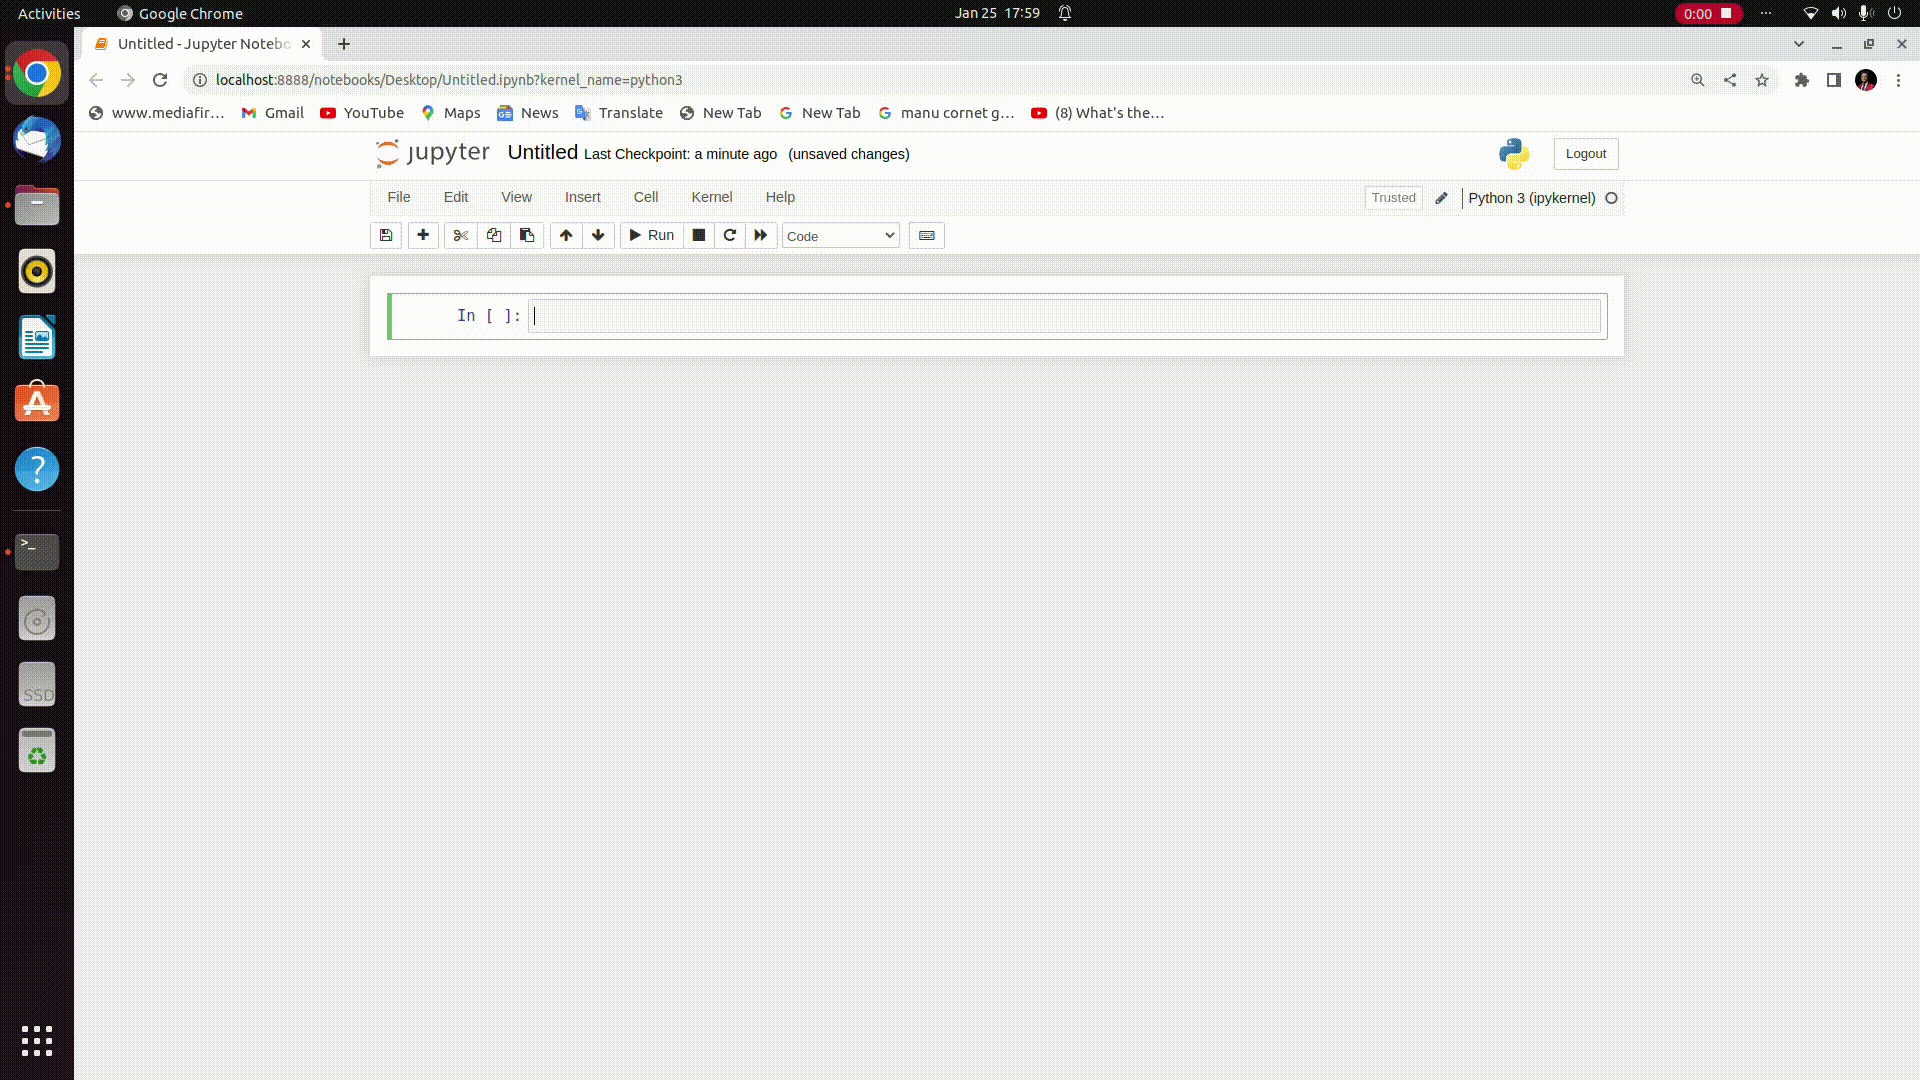 Activities Google Chrome Jan 25 17:59 0:00
Untitled - Jupyter Notebo
localhost:8888/notebooks/Desktop/Untitled.ipynb?kernel_name=python3
www.mediafir... Gmail YouTube Maps News Translate New Tab New Tab manu cornet g... (8) What's the...
jupyter Untitled Last Checkpoint: a minute ago (unsaved changes) Logout
File Edit View Insert Cell Kernel Help Trusted Python 3 (ipykernel)
Run Code
In [ ]:
>_
SSD